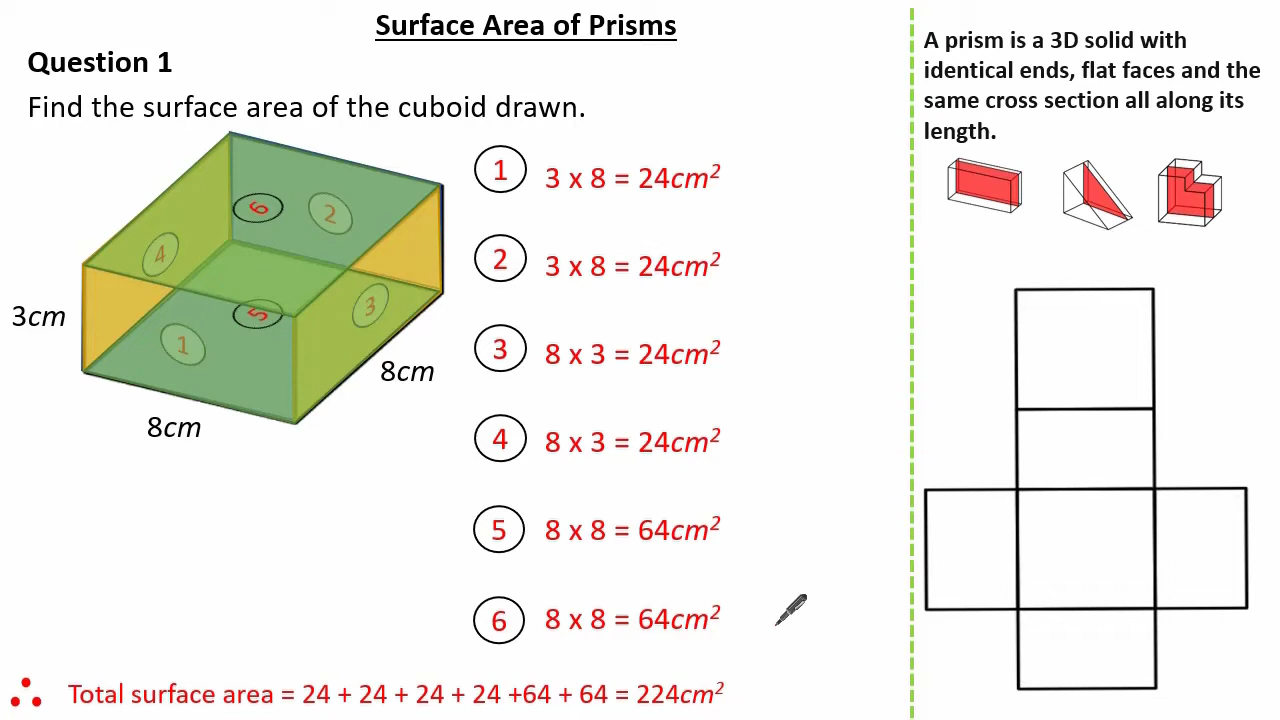 Surface Area of Prisms
Question 1
Find the surface area of the cuboid drawn.
6
2
4
3
5
1
3cm
8cm
8cm
1 3 x 8 = 24cm²
2 3 x 8 = 24cm²
3 8 x 3 = 24cm²
4 8 x 3 = 24cm²
5 8 x 8 = 64cm²
6 8 x 8 = 64cm²
∴ Total surface area = 24 + 24 + 24 + 24 +64 + 64 = 224cm²
A prism is a 3D solid with
identical ends, flat faces and the
same cross section all along its
length.